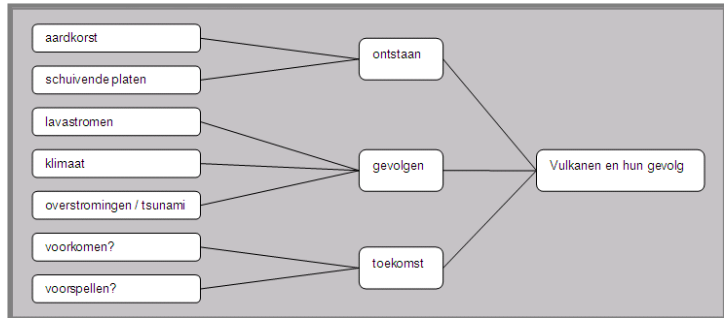 aardkorst
schuivende platen
lavastromen
klimaat
overstromingen / tsunami
voorkomen?
voorspellen?
ontstaan
gevolgen
toekomst
Vulkanen en hun gevolg